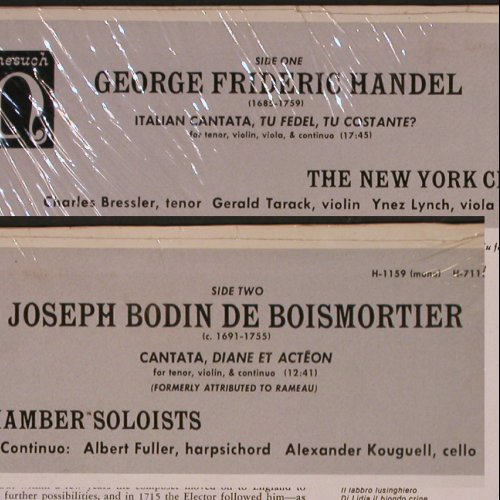 SIDE ONE
GEORGE FRIDERIC HANDEL
(1685-1759)
ITALIAN CANTATA, TU FEDEL, TU COSTANTE?
for tenor, violin, viola, & continuo (17:45)
THE NEW YORK
Charles Bressler, tenor Gerald Tarack, violin Ynez Lynch, viola
H-1159 (mono)
SIDE TWO
JOSEPH BODIN DE BOISMORTIER
(c. 1691-1755)
CANTATA, DIANE ET ACTÉON
for tenor, violin, & continuo (12:41)
(FORMERLY ATTRIBUTED TO RAMEAU)
HAMBER SOLOISTS
Continuo: Albert Fuller, harpsichord Alexander Kouguell, cello
further possibilities, and in 1715 the Elector followed him—as
Il labbro lusinghiero